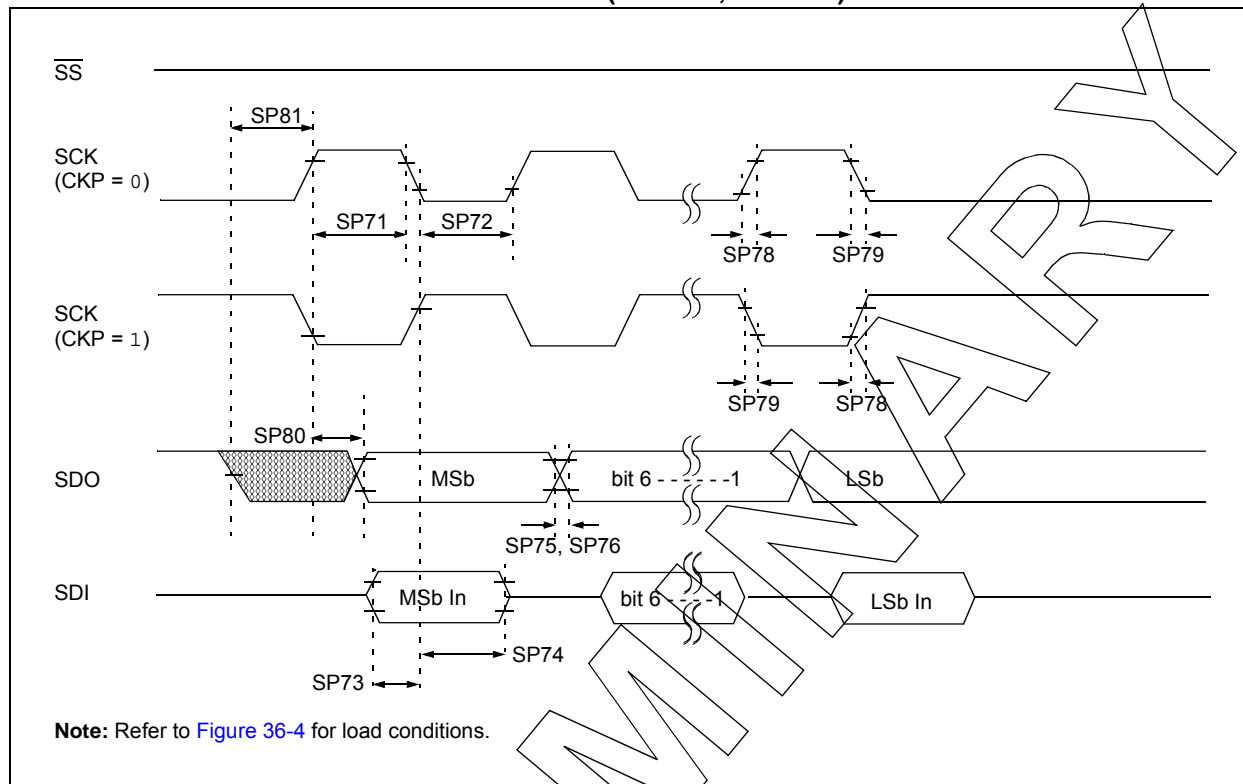 SS
SP81
SCK
(CKP = 0)
SP71
SP72
SP78
SP79
SCK
(CKP = 1)
SP79
SP78
SP80
SDO
MSb
bit 6 - - - - - -1
LSb
SP75, SP76
SDI
MSb In
bit 6 - - - - -1
LSb In
SP74
SP73
Note: Refer to Figure 36-4 for load conditions.
MINARY